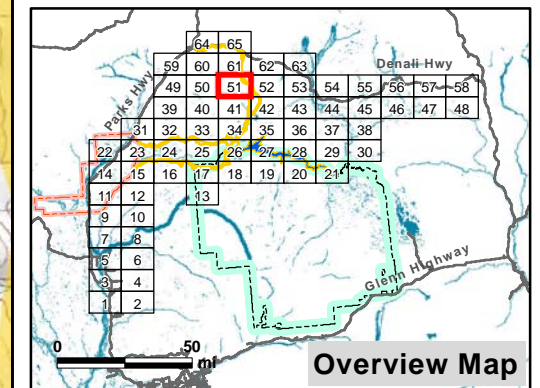 64 65
59 60 61 62 63 Denali Hwy
49 50 51 52 53 54 55 56 57 58
Parks Hwy
39 40 41 42 43 44 45 46 47 48
31 32 33 34 35 36 37 38
22 23 24 25 26 27 28 29 30
14 15 16 17 18 19 20 21
11 12 13
9 10
7 8
5 6
3 4
1 2
Glenn Highway
0 50
mi
Overview Map